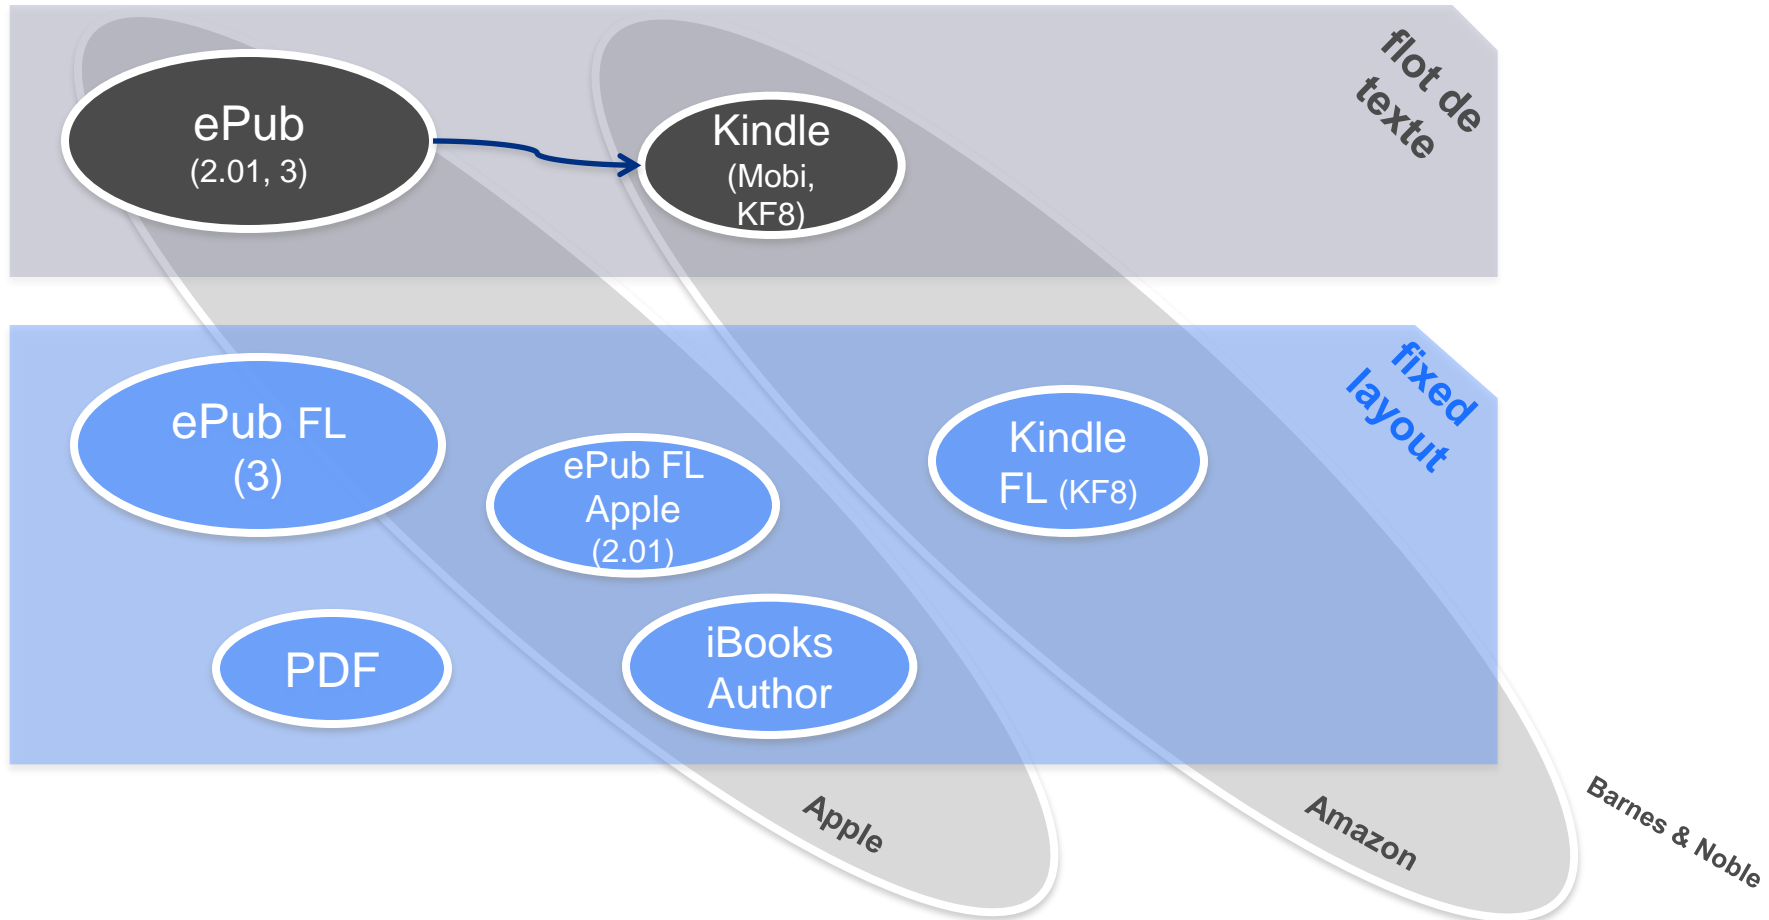 flot de
texte
ePub
(2.01, 3)
Kindle
(Mobi,
KF8)
fixed
layout
ePub FL
(3)
ePub FL
Apple
(2.01)
Kindle
FL (KF8)
PDF
iBooks
Author
Apple
Amazon
Barnes & Noble